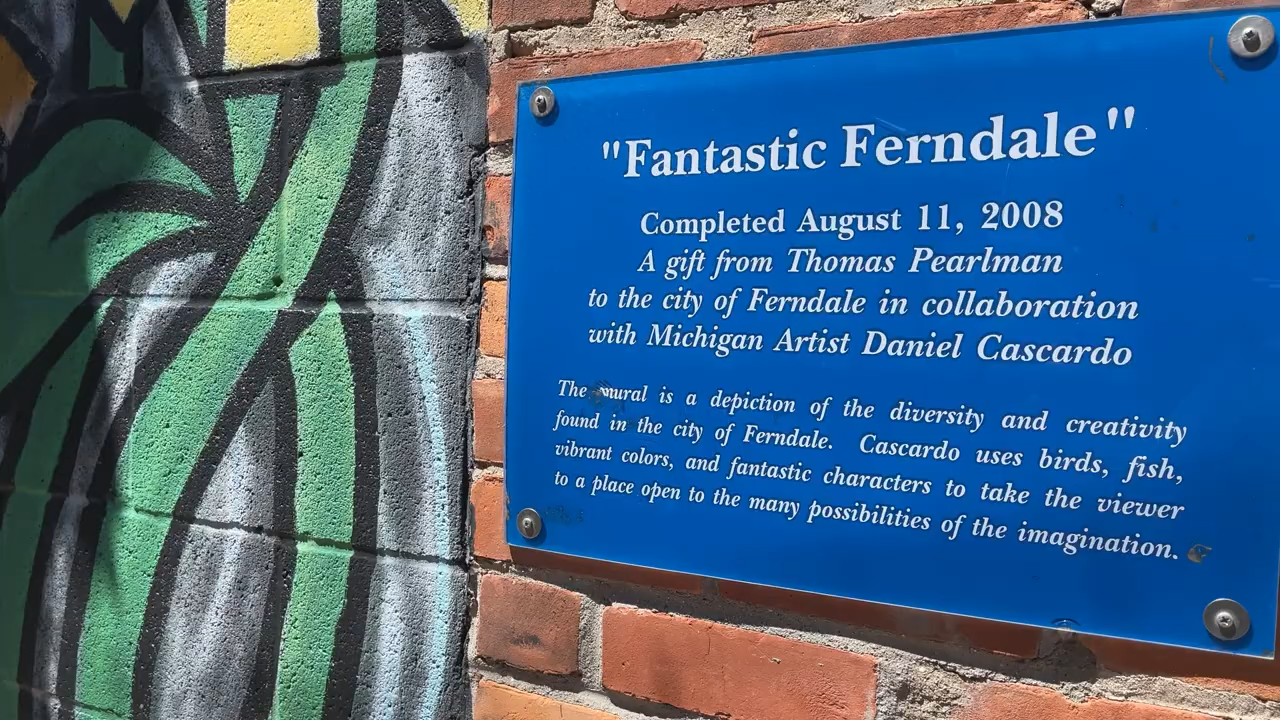 "Fantastic Ferndale"
Completed August 11, 2008
A gift from Thomas Pearlman
to the city of Ferndale in collaboration
with Michigan Artist Daniel Cascardo
The mural is a depiction of the diversity and creativity
found in the city of Ferndale. Cascardo uses birds, fish,
vibrant colors, and fantastic characters to take the viewer
to a place open to the many possibilities of the imagination.